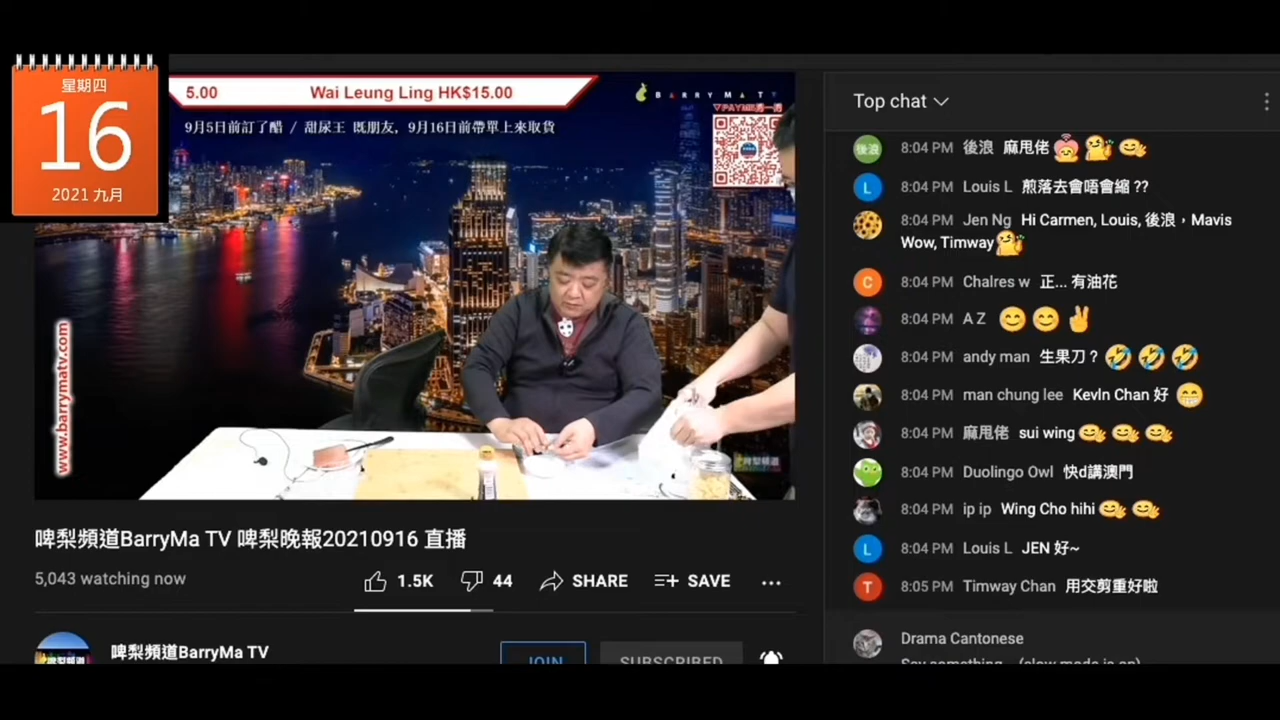 星期四
16
2021 九月
5.00
Wai Leung Ling HK$15.00
BARRYMATV
9月5日前訂了醋 / 甜尿王 既朋友, 9月16日前帶單上來取貨
www.barrymatv.com
啤梨頻道BarryMa TV 啤梨晚報20210916 直播
5,043 watching now
1.5K
44
SHARE
SAVE
啤梨頻道BarryMa TV
JOIN
SUBSCRIBED
Top chat
後浪
8:04 PM 後浪 麻甩佬
L
8:04 PM Louis L 煎落去會唔會縮 ??
8:04 PM Jen Ng Hi Carmen, Louis, 後浪，Mavis
Wow, Timway
C
8:04 PM Chalres w 正... 有油花
8:04 PM A Z 😊😊✌
8:04 PM andy man 生果刀？🤣🤣🤣
8:04 PM man chung lee KevIn Chan 好 😁
8:04 PM 麻甩佬 sui wing
8:04 PM Duolingo Owl 快d講澳門
8:04 PM ip ip Wing Cho hihi
L
8:04 PM Louis L JEN 好~
T
8:05 PM Timway Chan 用交剪重好啦
Drama Cantonese
Say something... (slow mode is on)